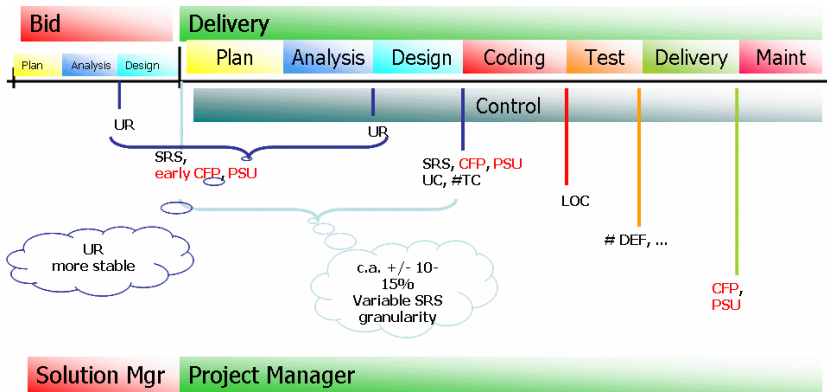 Bid
Delivery
Plan
Analysis
Design
Plan
Analysis
Design
Coding
Test
Delivery
Maint
Control
UR
UR
SRS,
early CFP, PSU
SRS, CFP, PSU
UC, #TC
LOC
# DEF, ...
CFP,
PSU
UR
more stable
c.a. +/- 10-
15%
Variable SRS
granularity
Solution Mgr
Project Manager